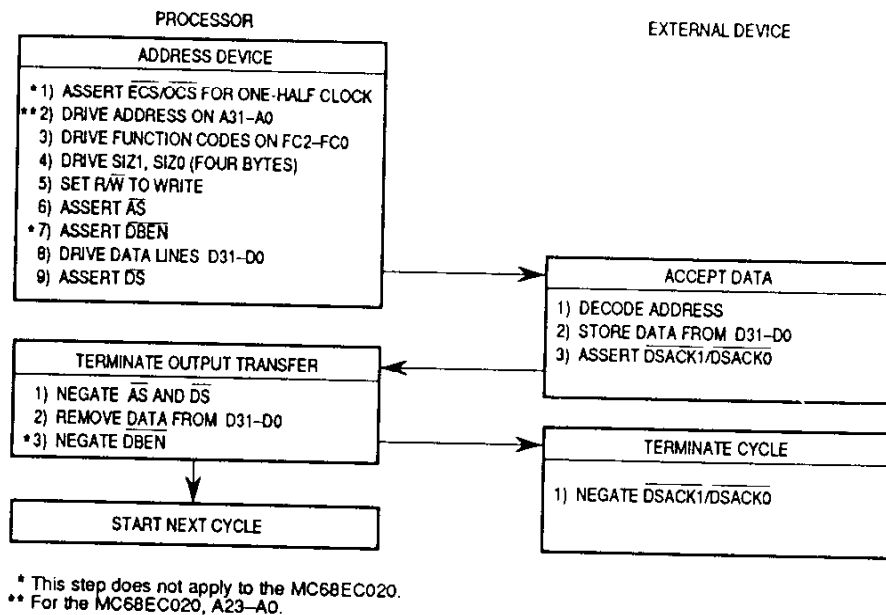 PROCESSOR
EXTERNAL DEVICE
ADDRESS DEVICE
*1) ASSERT ECS/OCS FOR ONE-HALF CLOCK
**2) DRIVE ADDRESS ON A31–A0
3) DRIVE FUNCTION CODES ON FC2–FC0
4) DRIVE SIZ1, SIZ0 (FOUR BYTES)
5) SET R/W TO WRITE
6) ASSERT AS
*7) ASSERT DBEN
8) DRIVE DATA LINES D31–D0
9) ASSERT DS
ACCEPT DATA
1) DECODE ADDRESS
2) STORE DATA FROM D31–D0
3) ASSERT DSACK1/DSACK0
TERMINATE OUTPUT TRANSFER
1) NEGATE AS AND DS
2) REMOVE DATA FROM D31–D0
*3) NEGATE DBEN
TERMINATE CYCLE
1) NEGATE DSACK1/DSACK0
START NEXT CYCLE
* This step does not apply to the MC68EC020.
** For the MC68EC020, A23–A0.